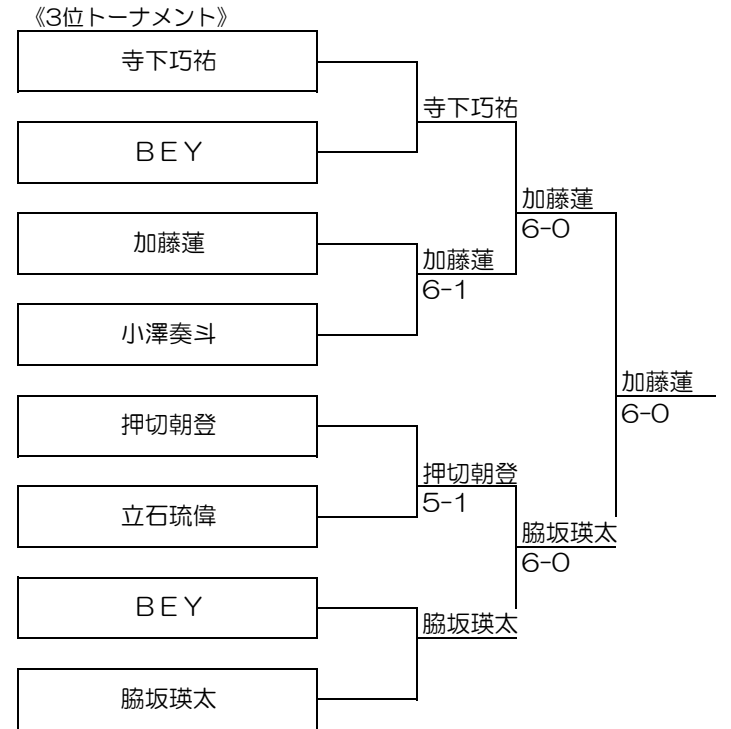 《3位トーナメント》
寺下巧祐
寺下巧祐
ＢＥＹ
加藤蓮
6-0
加藤蓮
加藤蓮
6-1
小澤奏斗
加藤蓮
6-0
押切朝登
押切朝登
5-1
立石琉偉
脇坂瑛太
6-0
ＢＥＹ
脇坂瑛太
脇坂瑛太